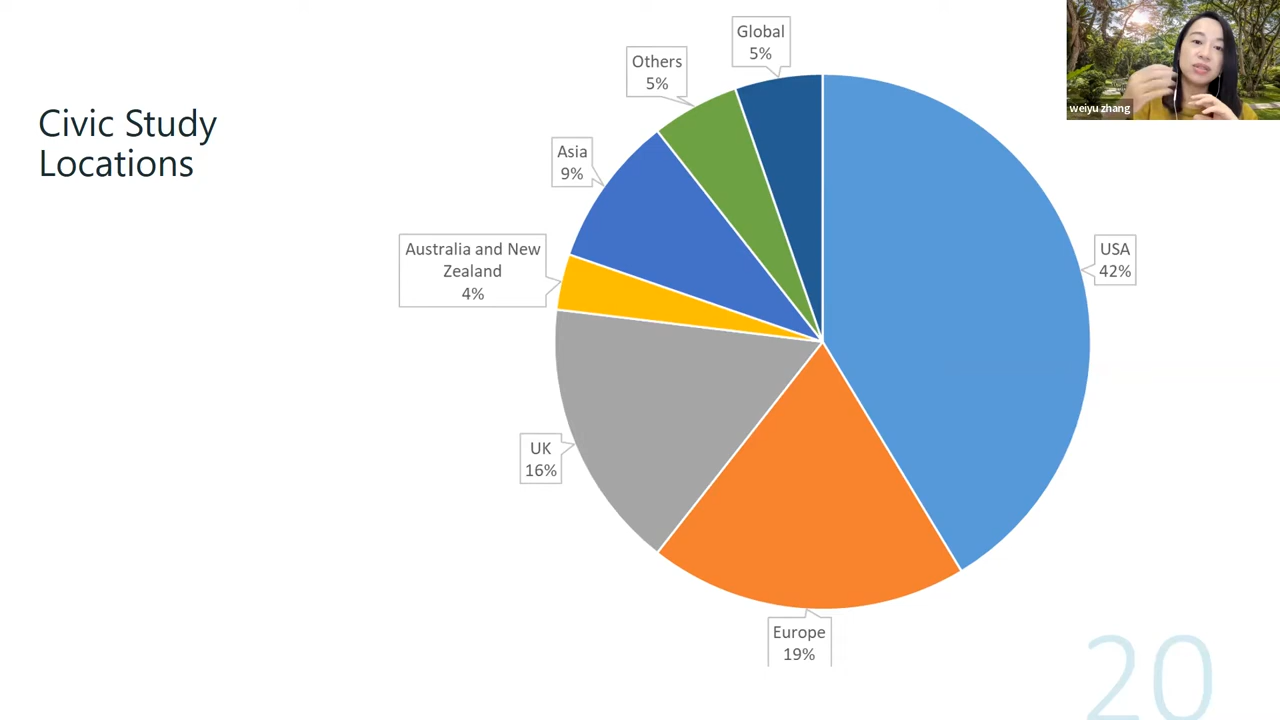 Civic Study
Locations
Global
5%
Others
5%
Asia
9%
Australia and New
Zealand
4%
UK
16%
Europe
19%
USA
42%
weiyu zhang
20